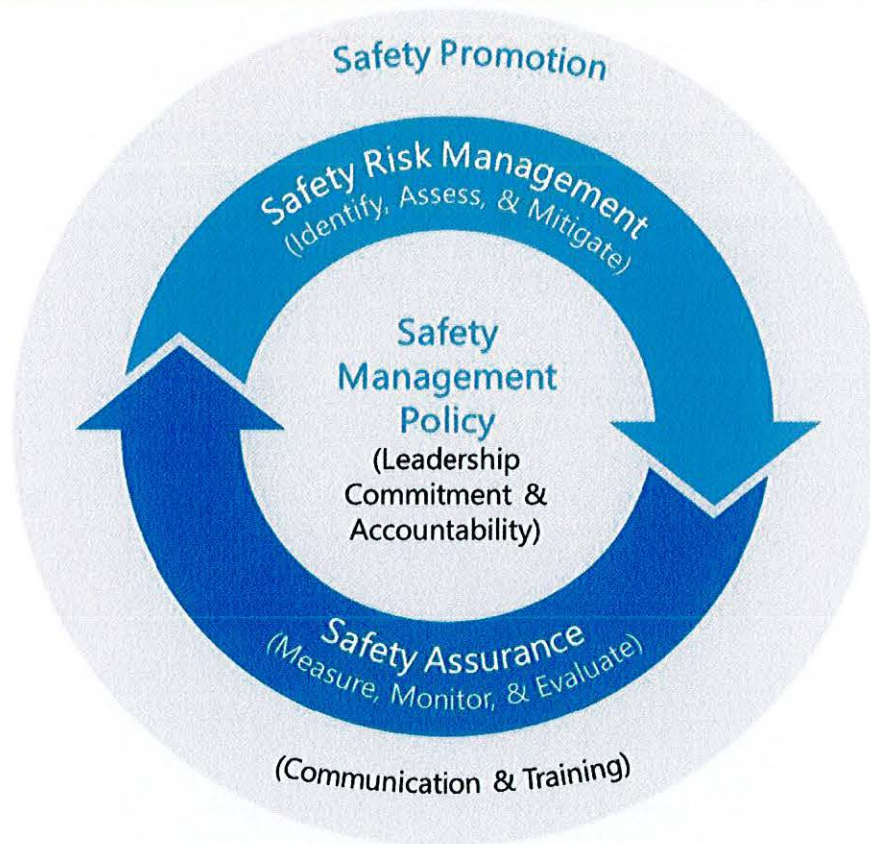 Safety Promotion
Safety Risk Management
(Identify, Assess, & Mitigate)
Safety
Management
Policy
(Leadership
Commitment &
Accountability)
Safety Assurance
(Measure, Monitor, & Evaluate)
(Communication & Training)